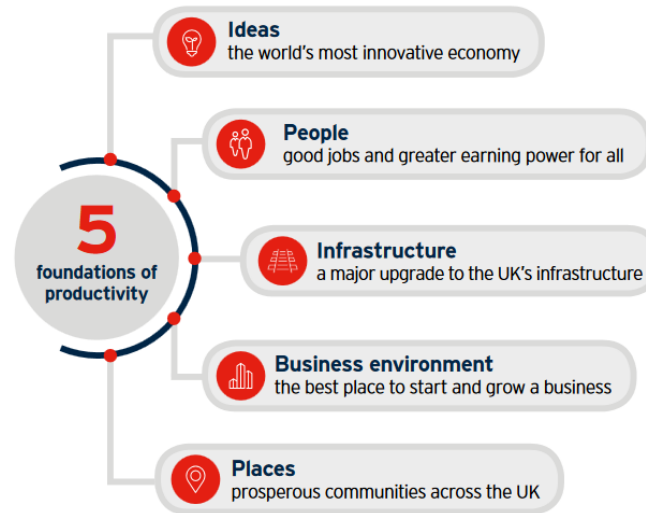 Ideas
the world's most innovative economy
People
good jobs and greater earning power for all
5
foundations of
productivity
Infrastructure
a major upgrade to the UK's infrastructure
Business environment
the best place to start and grow a business
Places
prosperous communities across the UK